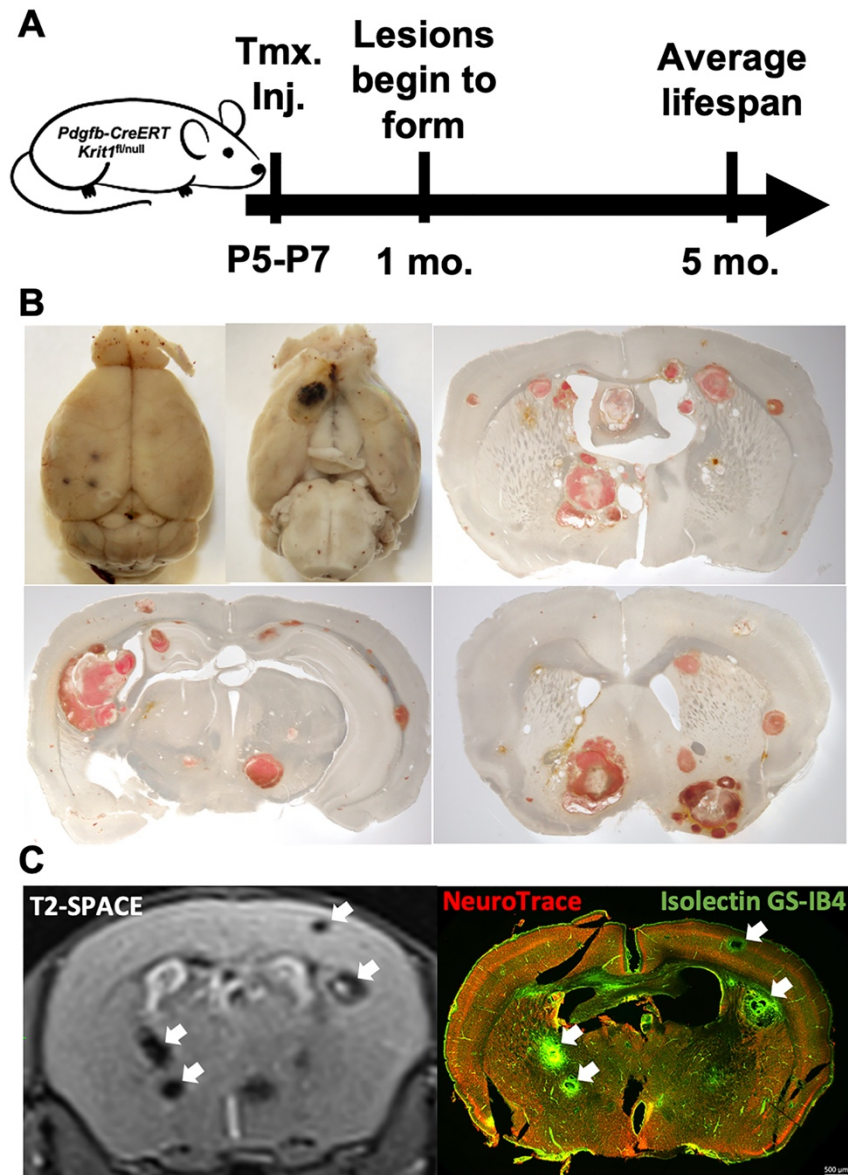 A
Tmx.
Inj.
Lesions
begin to
form
Average
lifespan
Pdgfb-CreERT
Krit1fl/null
P5-P7
1 mo.
5 mo.
B
C
T2-SPACE
NeuroTrace
Isolectin GS-IB4
500 µm